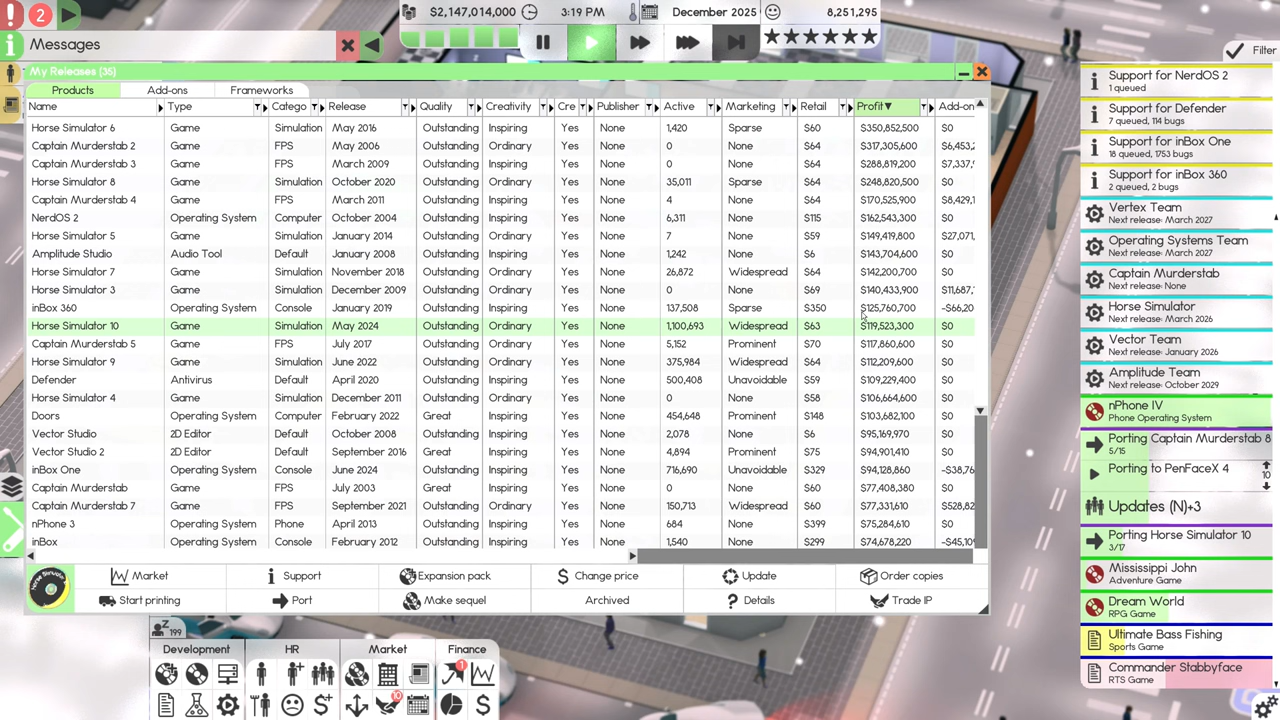 2
$2,147,014,000 3:19 PM December 2025 8,251,295
Messages
Filter
My Releases (35)
Products Add-ons Frameworks
Name Type Catego Release Quality Creativity Cre Publisher Active Marketing Retail Profit▼ Add-on
Horse Simulator 6 Game Simulation May 2016 Outstanding Inspiring Yes None 1,420 Sparse $60 $350,852,500 $0
Captain Murderstab 2 Game FPS May 2006 Outstanding Ordinary Yes None 0 None $64 $317,305,600 $6,453,
Captain Murderstab 3 Game FPS March 2009 Outstanding Inspiring Yes None 0 None $64 $288,819,200 $7,337,
Horse Simulator 8 Game Simulation October 2020 Outstanding Ordinary Yes None 35,011 Sparse $64 $248,820,500 $0
Captain Murderstab 4 Game FPS March 2011 Outstanding Ordinary Yes None 4 None $64 $170,525,900 $8,429,1
NerdOS 2 Operating System Computer October 2004 Outstanding Ordinary Yes None 6,311 None $115 $162,543,300 $0
Horse Simulator 5 Game Simulation January 2014 Outstanding Ordinary Yes None 7 None $59 $149,419,800 $27,071,
Amplitude Studio Audio Tool Default January 2008 Outstanding Inspiring Yes None 1,242 None $6 $143,704,600 $0
Horse Simulator 7 Game Simulation November 2018 Outstanding Ordinary Yes None 26,872 Widespread $64 $142,200,700 $0
Horse Simulator 3 Game Simulation December 2009 Outstanding Ordinary Yes None 0 None $69 $140,433,900 $11,687,
inBox 360 Operating System Console January 2019 Outstanding Inspiring Yes None 137,508 Sparse $350 $125,760,700 -$66,20
Horse Simulator 10 Game Simulation May 2024 Outstanding Ordinary Yes None 1,100,693 Widespread $63 $119,523,300 $0
Captain Murderstab 5 Game FPS July 2017 Outstanding Inspiring Yes None 5,152 Prominent $70 $117,860,600 $0
Horse Simulator 9 Game Simulation June 2022 Outstanding Ordinary Yes None 375,984 Widespread $64 $112,209,600 $0
Defender Antivirus Default April 2020 Outstanding Inspiring Yes None 500,408 Unavoidable $59 $109,229,400 $0
Horse Simulator 4 Game Simulation December 2011 Outstanding Ordinary Yes None 0 None $58 $106,664,600 $0
Doors Operating System Computer February 2022 Great Inspiring Yes None 454,648 Prominent $148 $103,682,100 $0
Vector Studio 2D Editor Default October 2008 Outstanding Inspiring Yes None 2,078 None $6 $95,169,970 $0
Vector Studio 2 2D Editor Default September 2016 Great Inspiring Yes None 4,894 Prominent $75 $94,901,410 $0
inBox One Operating System Console June 2024 Outstanding Inspiring Yes None 716,690 Unavoidable $329 $94,128,860 -$38,76
Captain Murderstab Game FPS July 2003 Great Inspiring Yes None 0 None $60 $77,408,380 $0
Captain Murderstab 7 Game FPS September 2021 Outstanding Ordinary Yes None 150,713 Widespread $60 $77,331,610 $528,82
nPhone 3 Operating System Phone April 2013 Outstanding Ordinary Yes None 684 None $399 $75,284,610 $0
inBox Operating System Console February 2012 Outstanding Inspiring Yes None 1,540 None $299 $74,678,220 -$45,109
Market Support Expansion pack Change price Update Order copies
Start printing Port Make sequel Archived Details Trade IP
Support for NerdOS 2
1 queued
Support for Defender
7 queued, 114 bugs
Support for inBox One
18 queued, 1753 bugs
Support for inBox 360
2 queued, 2 bugs
Vertex Team
Next release: March 2027
Operating Systems Team
Next release: March 2027
Captain Murderstab
Next release: None
Horse Simulator
Next release: March 2026
Vector Team
Next release: January 2026
Amplitude Team
Next release: October 2029
nPhone IV
Phone Operating System
Porting Captain Murderstab 8
5/15
Porting to PenFaceX 4
10
Updates (N)+3
Porting Horse Simulator 10
3/17
Mississippi John
Adventure Game
Dream World
RPG Game
Ultimate Bass Fishing
Sports Game
Commander Stabbyface
RTS Game
199
Development HR Market Finance
1
10